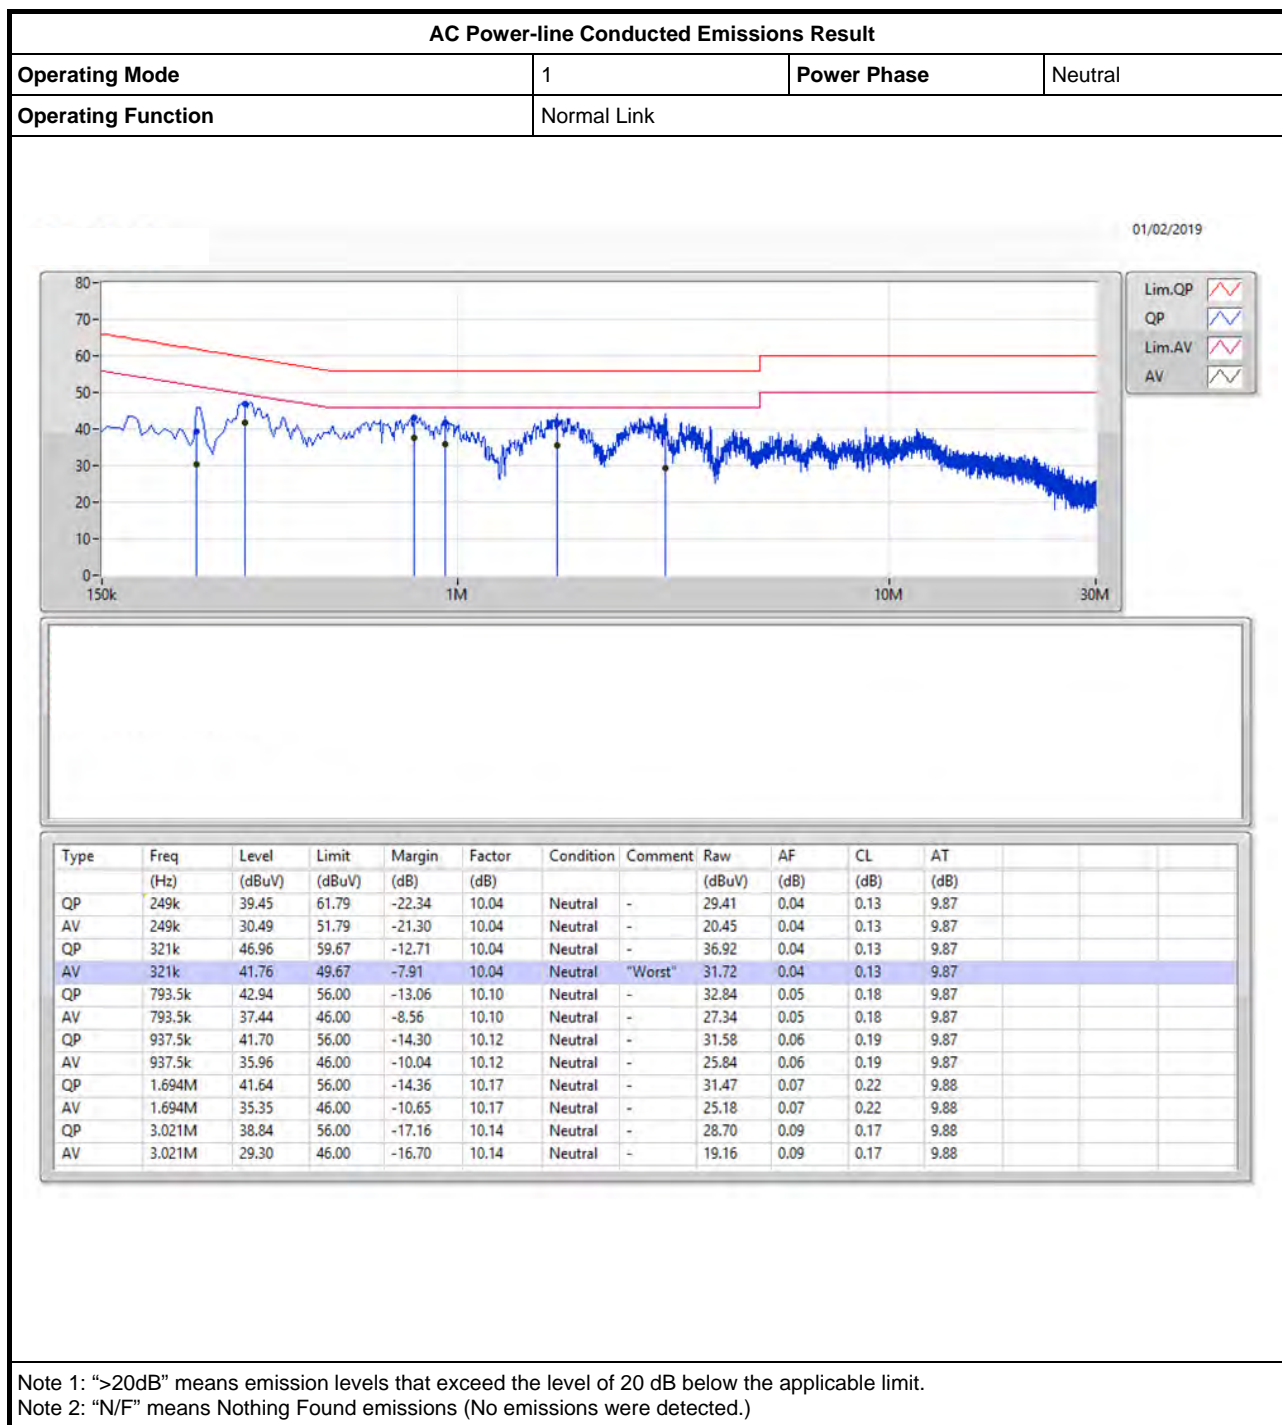 AC Power-line Conducted Emissions Result
Operating Mode 1 Power Phase Neutral
Operating Function Normal Link
01/02/2019
80
70
60
50
40
30
20
10
0
150k 1M 10M 30M
Lim.QP
QP
Lim.AV
AV
Type Freq Level Limit Margin Factor Condition Comment Raw AF CL AT
(Hz) (dBuV) (dBuV) (dB) (dB) (dBuV) (dB) (dB) (dB)
QP 249k 39.45 61.79 -22.34 10.04 Neutral - 29.41 0.04 0.13 9.87
AV 249k 30.49 51.79 -21.30 10.04 Neutral - 20.45 0.04 0.13 9.87
QP 321k 46.96 59.67 -12.71 10.04 Neutral - 36.92 0.04 0.13 9.87
AV 321k 41.76 49.67 -7.91 10.04 Neutral "Worst" 31.72 0.04 0.13 9.87
QP 793.5k 42.94 56.00 -13.06 10.10 Neutral - 32.84 0.05 0.18 9.87
AV 793.5k 37.44 46.00 -8.56 10.10 Neutral - 27.34 0.05 0.18 9.87
QP 937.5k 41.70 56.00 -14.30 10.12 Neutral - 31.58 0.06 0.19 9.87
AV 937.5k 35.96 46.00 -10.04 10.12 Neutral - 25.84 0.06 0.19 9.87
QP 1.694M 41.64 56.00 -14.36 10.17 Neutral - 31.47 0.07 0.22 9.88
AV 1.694M 35.35 46.00 -10.65 10.17 Neutral - 25.18 0.07 0.22 9.88
QP 3.021M 38.84 56.00 -17.16 10.14 Neutral - 28.70 0.09 0.17 9.88
AV 3.021M 29.30 46.00 -16.70 10.14 Neutral - 19.16 0.09 0.17 9.88
Note 1: “>20dB” means emission levels that exceed the level of 20 dB below the applicable limit.
Note 2: “N/F” means Nothing Found emissions (No emissions were detected.)